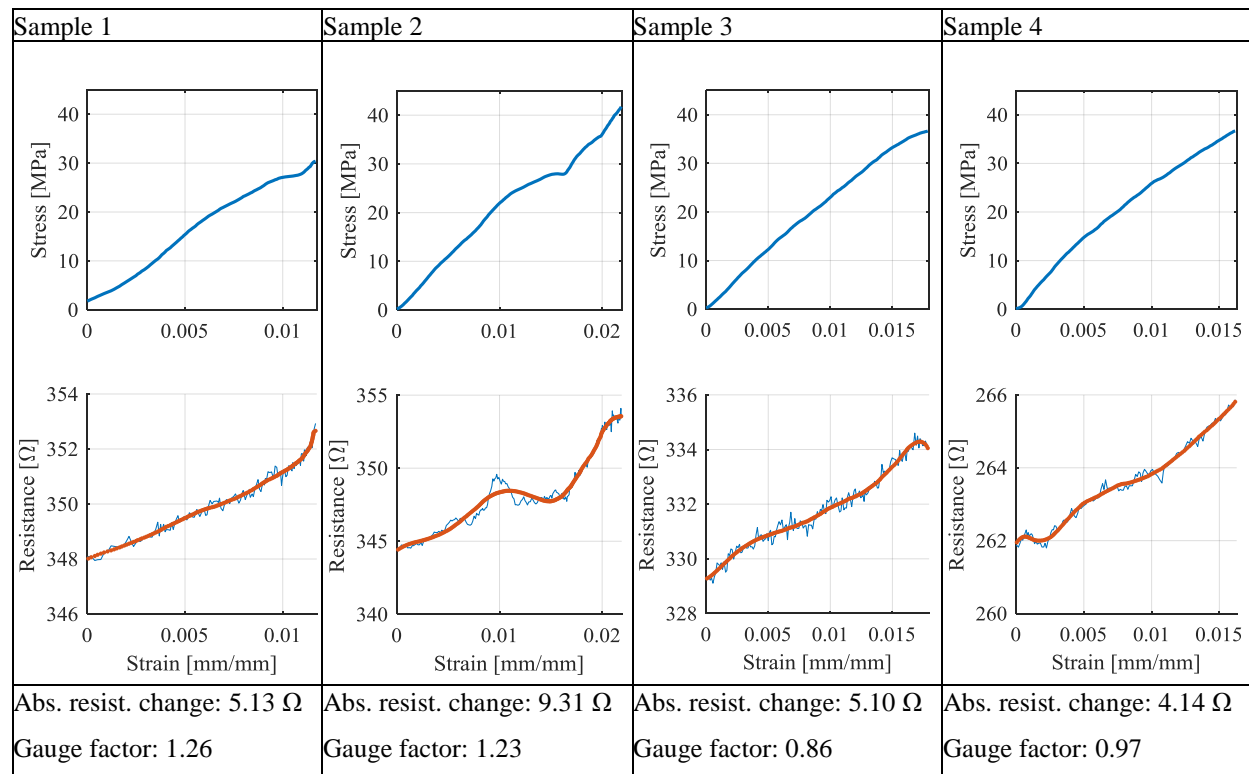 Sample 1
Sample 2
Sample 3
Sample 4
Stress [MPa]
40
30
20
10
0
0 0.005 0.01
Stress [MPa]
40
30
20
10
0
0 0.01 0.02
Stress [MPa]
40
30
20
10
0
0 0.005 0.01 0.015
Stress [MPa]
40
30
20
10
0
0 0.005 0.01 0.015
Resistance [Ω]
354
352
350
348
346
0 0.005 0.01
Strain [mm/mm]
Resistance [Ω]
355
350
345
340
0 0.01 0.02
Strain [mm/mm]
Resistance [Ω]
336
334
332
330
328
0 0.005 0.01 0.015
Strain [mm/mm]
Resistance [Ω]
266
264
262
260
0 0.005 0.01 0.015
Strain [mm/mm]
Abs. resist. change: 5.13 Ω
Gauge factor: 1.26
Abs. resist. change: 9.31 Ω
Gauge factor: 1.23
Abs. resist. change: 5.10 Ω
Gauge factor: 0.86
Abs. resist. change: 4.14 Ω
Gauge factor: 0.97